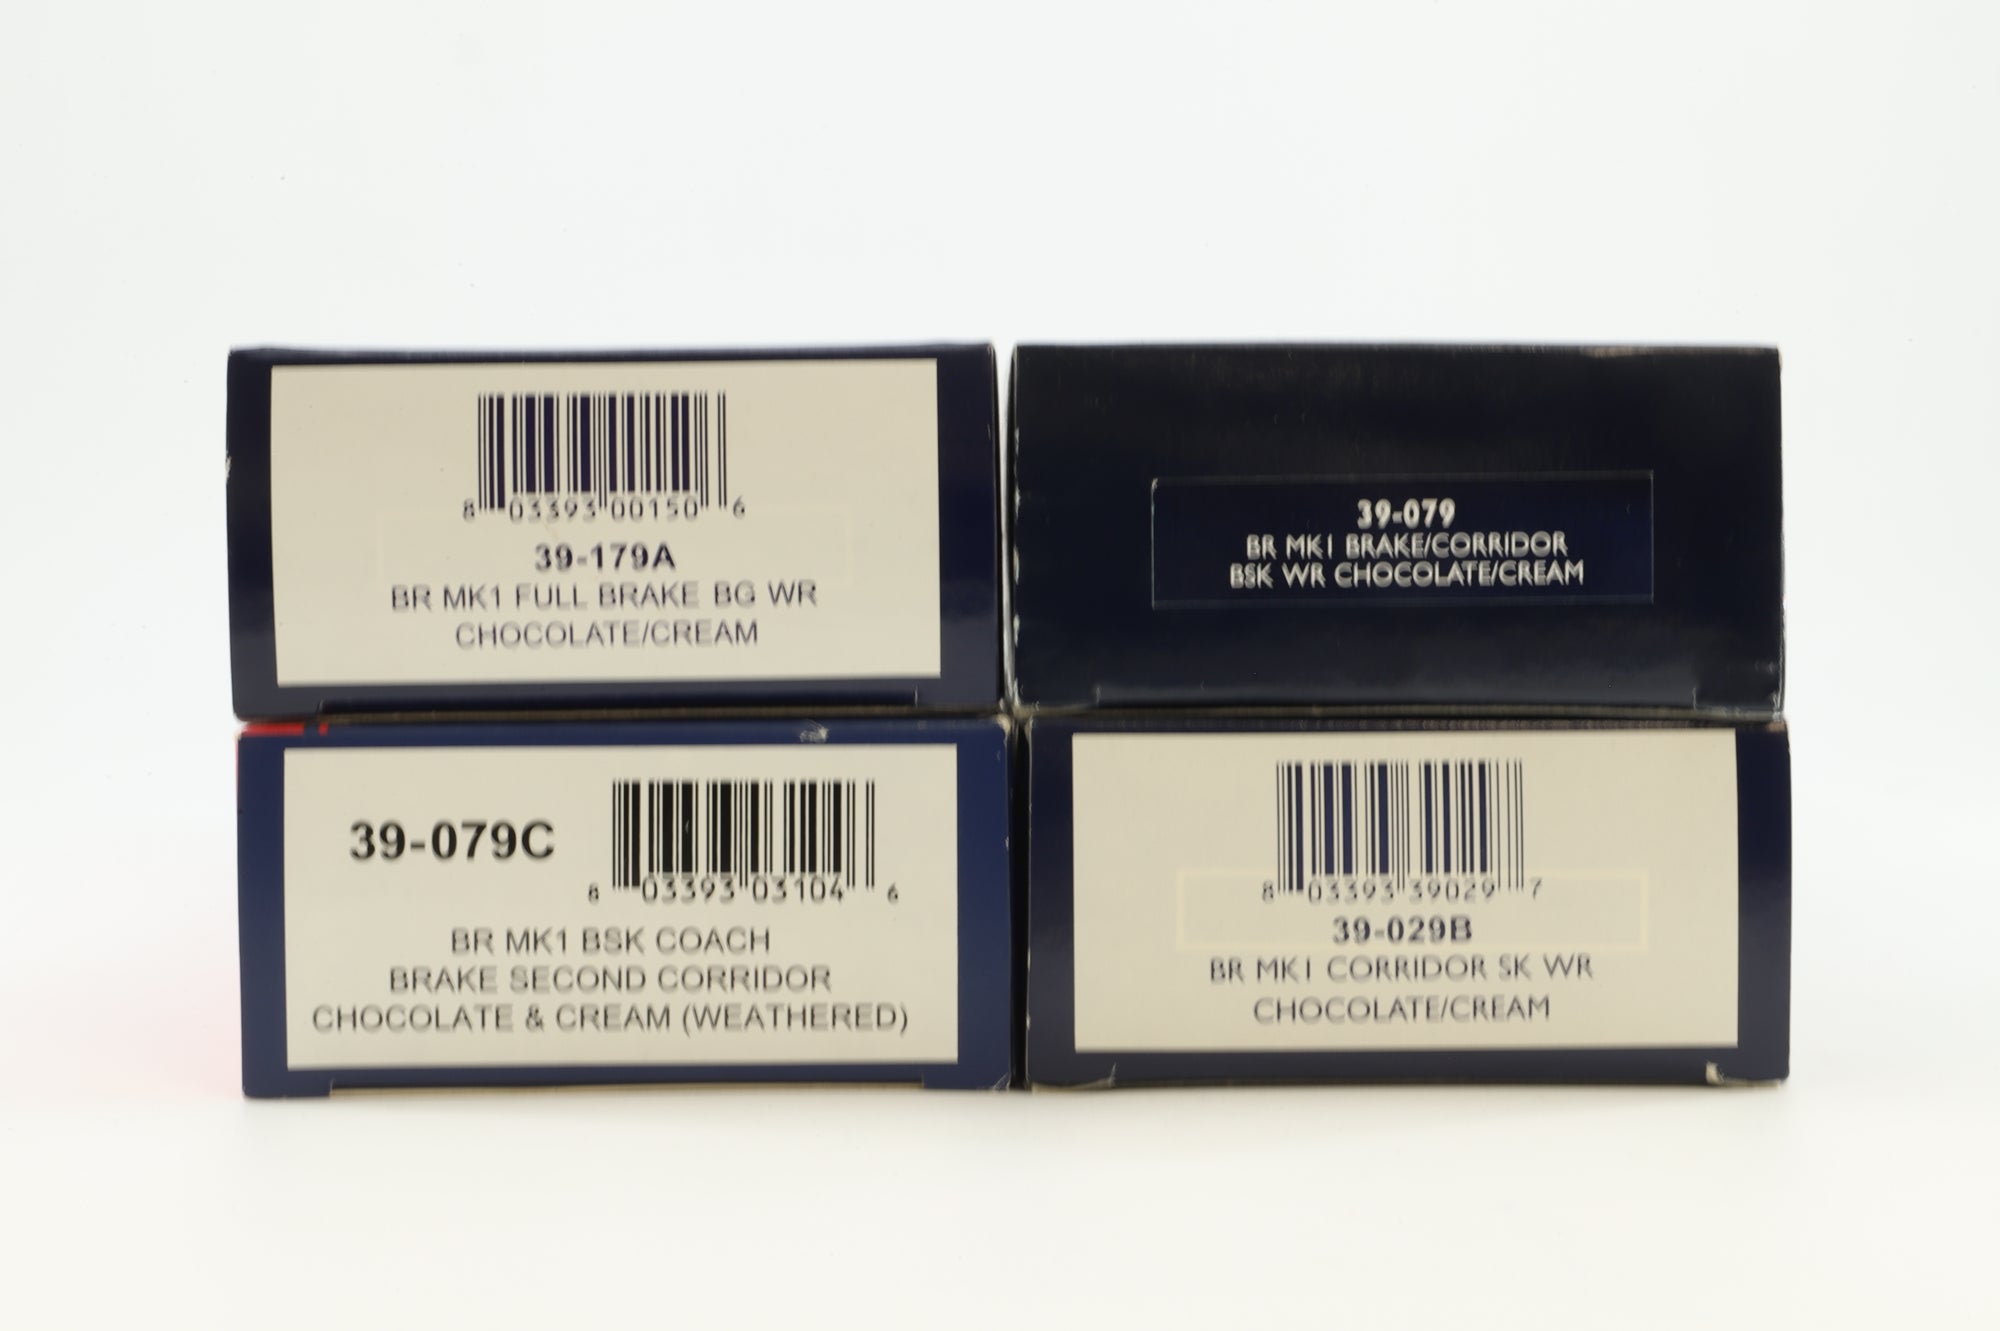 8 03393 00150 6
39-179A
BR MK1 FULL BRAKE BG WR
CHOCOLATE/CREAM
39-079
BR MK1 BRAKE/CORRIDOR
BSK WR CHOCOLATE/CREAM
39-079C
8 03393 03104 6
BR MK1 BSK COACH
BRAKE SECOND CORRIDOR
CHOCOLATE & CREAM (WEATHERED)
8 03393 39029 7
39-029B
BR MK1 CORRIDOR SK WR
CHOCOLATE/CREAM